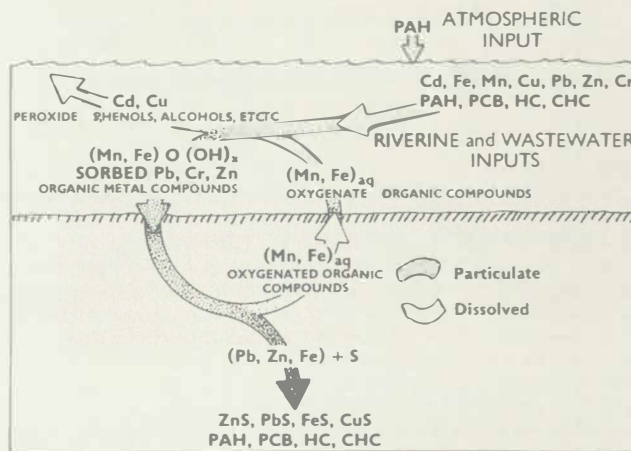 PAH
ATMOSPHERIC
INPUT
Cd, Fe, Mn, Cu, Pb, Zn, Cr
PAH, PCB, HC, CHC
Cd, Cu
PEROXIDE PHENOLS, ALCOHOLS, ETCTC
RIVERINE and WASTEWATER
INPUTS
(Mn, Fe) O (OH)x
SORBED Pb, Cr, Zn
ORGANIC METAL COMPOUNDS
(Mn, Fe)aq
OXYGENATE ORGANIC COMPOUNDS
(Mn, Fe)aq
OXYGENATED ORGANIC
COMPOUNDS
Particulate
Dissolved
(Pb, Zn, Fe) + S
ZnS, PbS, FeS, CuS
PAH, PCB, HC, CHC